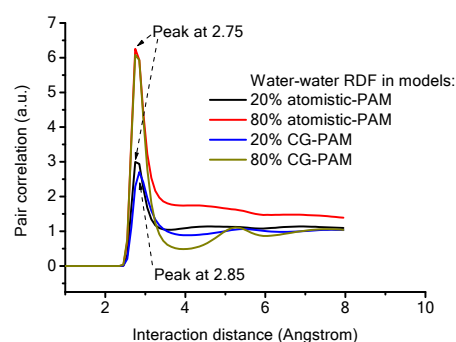 7
6
5
4
3
2
1
0
Pair correlation (a.u.)
Peak at 2.75
Water-water RDF in models:
20% atomistic-PAM
80% atomistic-PAM
20% CG-PAM
80% CG-PAM
Peak at 2.85
2 4 6 8 10
Interaction distance (Angstrom)